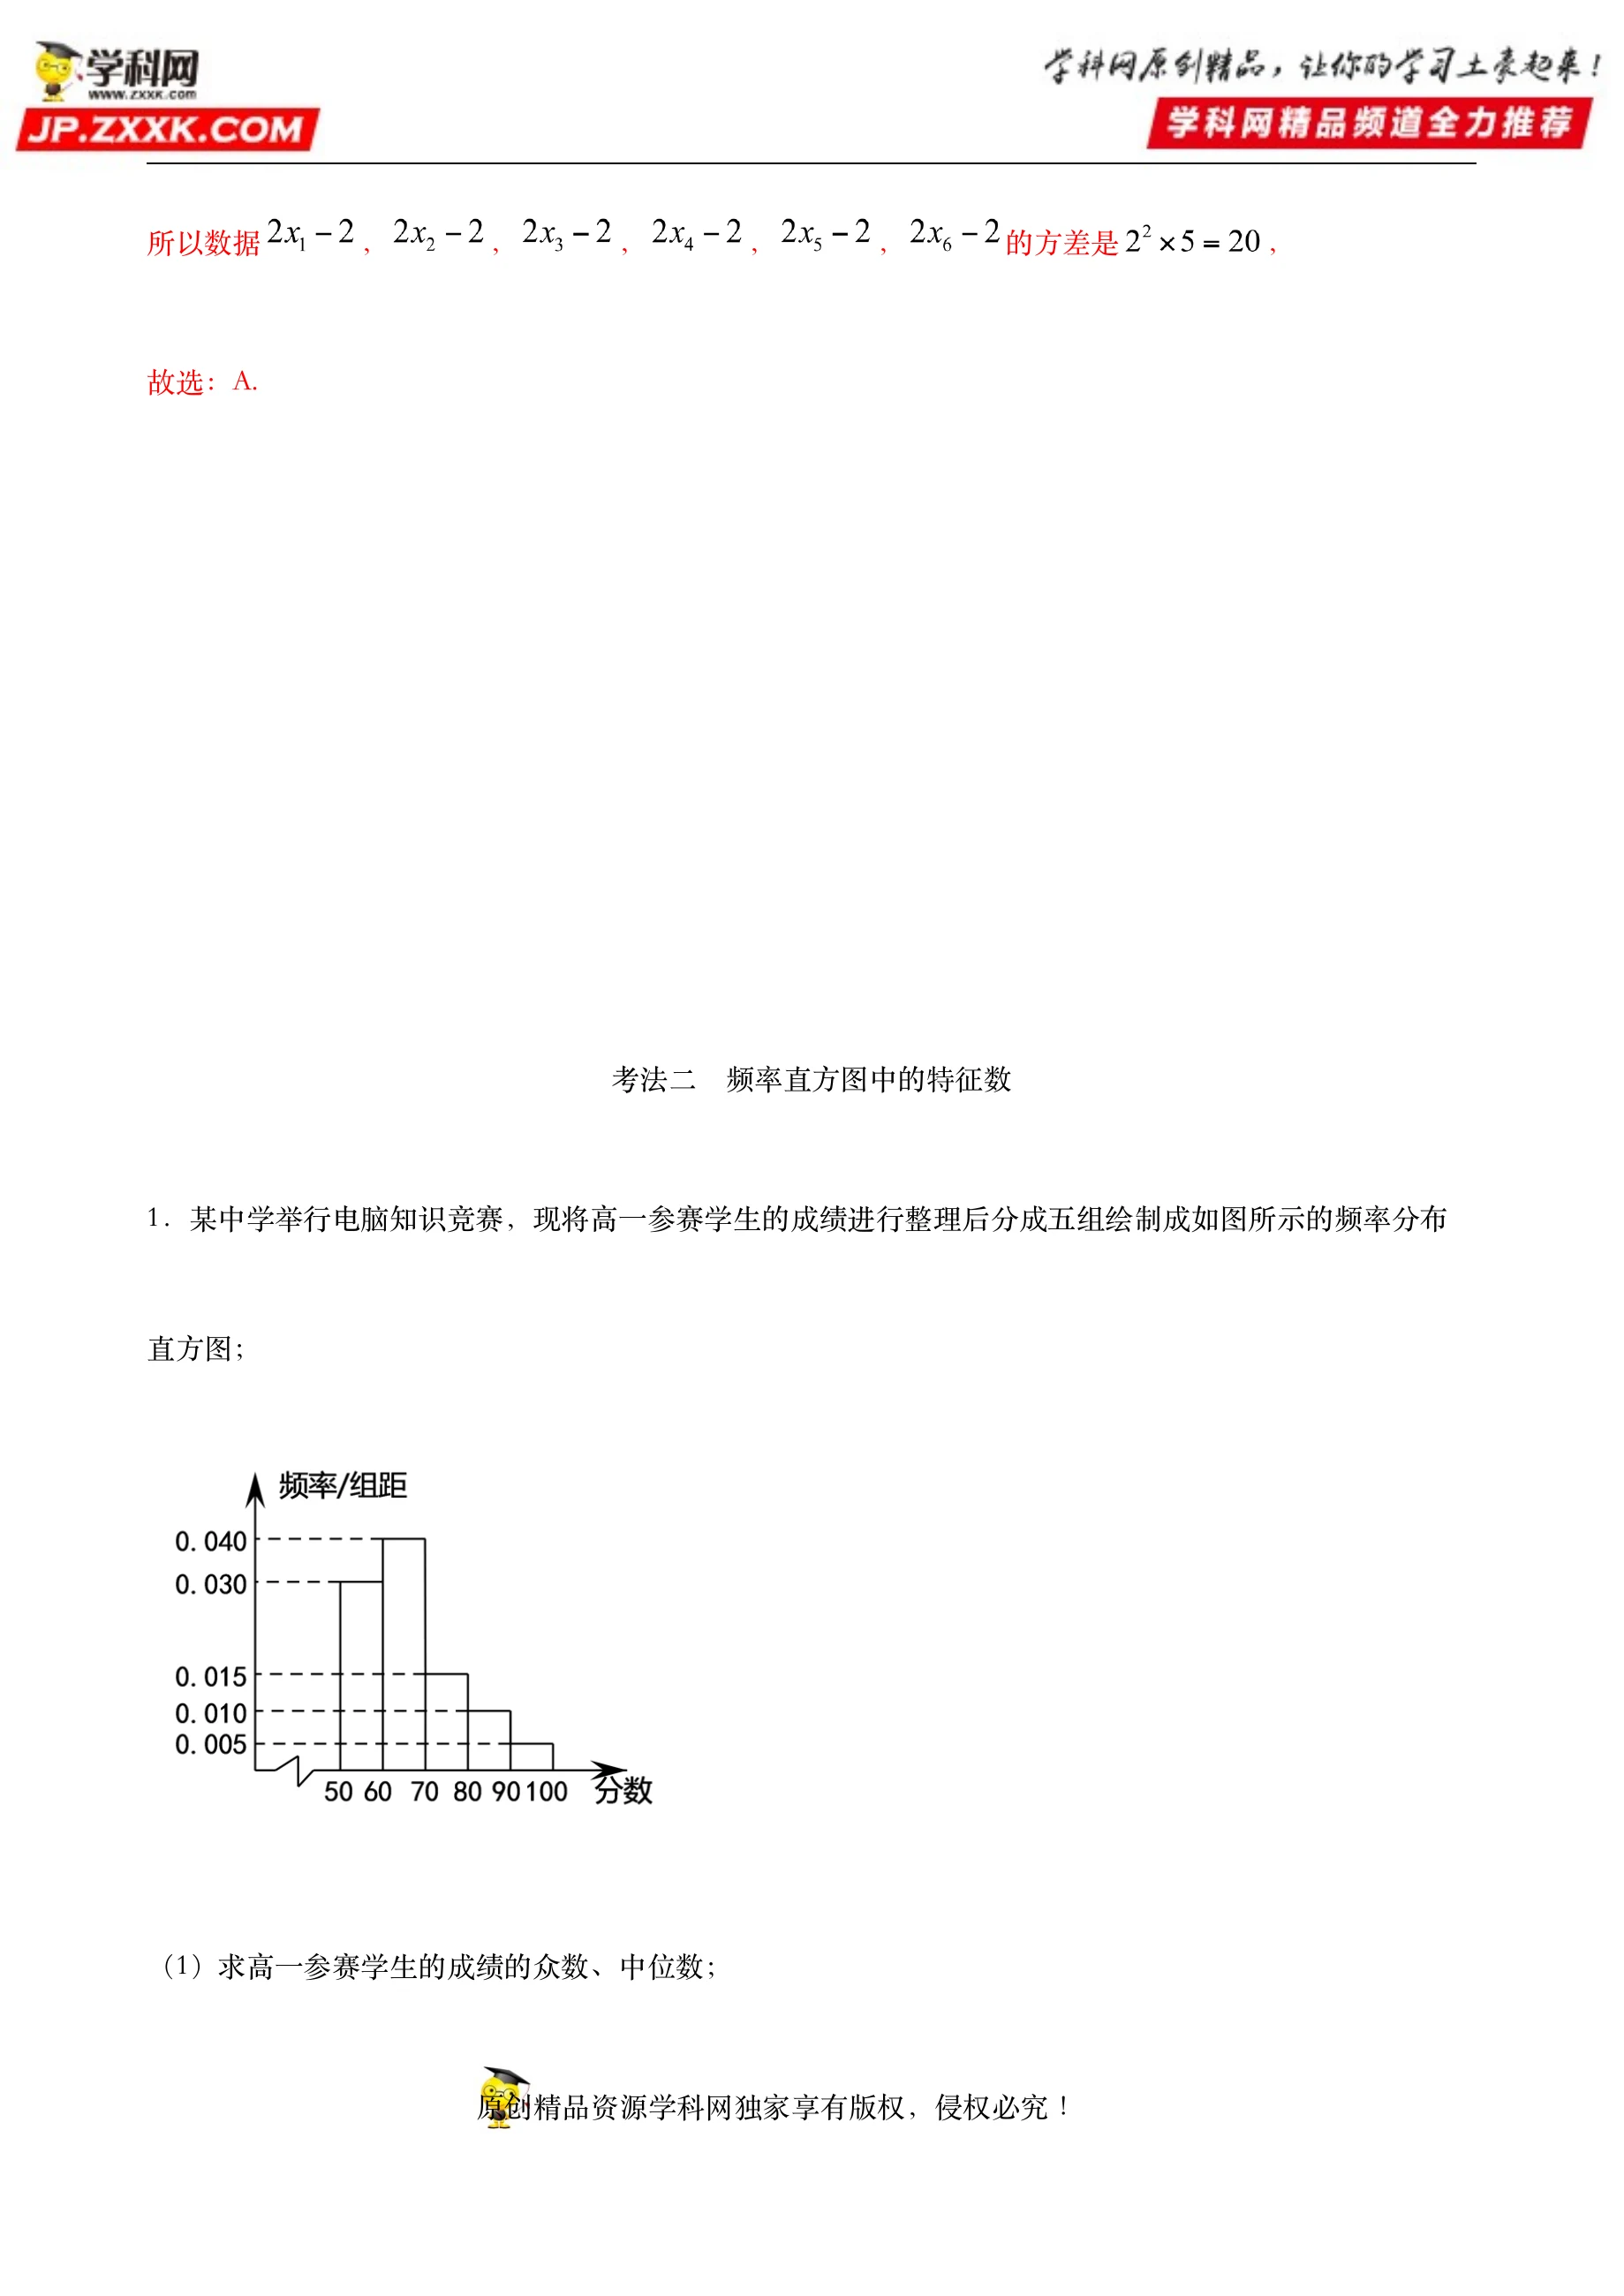 学科网
www.zxxk.com
JP.ZXXK.COM
学科网原创精品，让你的学习土豪起来！
学科网精品频道全力推荐
所以数据 2x₁ − 2 ，2x₂ − 2 ，2x₃ − 2 ，2x₄ − 2 ，2x₅ − 2 ，2x₆ − 2 的方差是 2² × 5 = 20 ，
故选：A.
考法二　频率直方图中的特征数
1．某中学举行电脑知识竞赛，现将高一参赛学生的成绩进行整理后分成五组绘制成如图所示的频率分布
直方图；
频率/组距
0.040
0.030
0.015
0.010
0.005
50 60 70 80 90 100 分数
（1）求高一参赛学生的成绩的众数、中位数；
原创精品资源学科网独家享有版权，侵权必究！